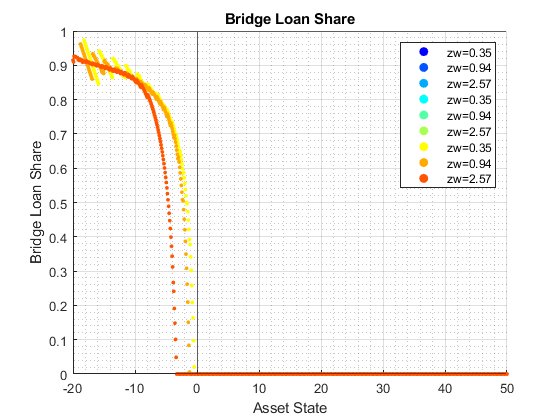 Bridge Loan Share
1
0.9
0.8
0.7
0.6
0.5
0.4
0.3
0.2
0.1
0
Bridge Loan Share
zw=0.35
zw=0.94
zw=2.57
zw=0.35
zw=0.94
zw=2.57
zw=0.35
zw=0.94
zw=2.57
-20 -10 0 10 20 30 40 50
Asset State